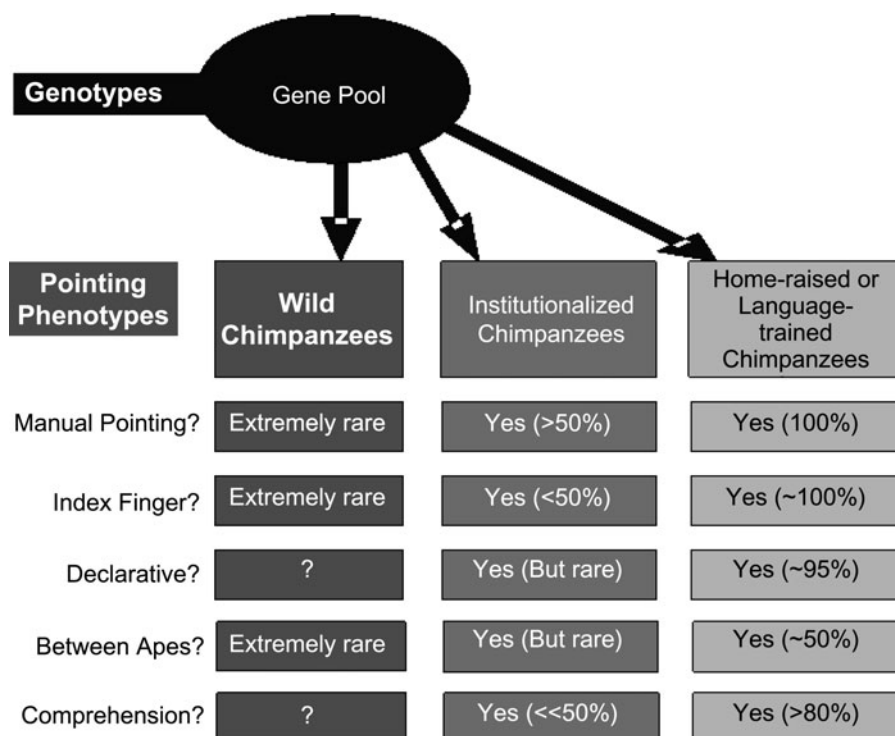 Genotypes
Gene Pool
Pointing
Phenotypes
Wild
Chimpanzees
Institutionalized
Chimpanzees
Home-raised or
Language-
trained
Chimpanzees
Manual Pointing?
Extremely rare
Yes (>50%)
Yes (100%)
Index Finger?
Extremely rare
Yes (<50%)
Yes (~100%)
Declarative?
?
Yes (But rare)
Yes (~95%)
Between Apes?
Extremely rare
Yes (But rare)
Yes (~50%)
Comprehension?
?
Yes (<<50%)
Yes (>80%)